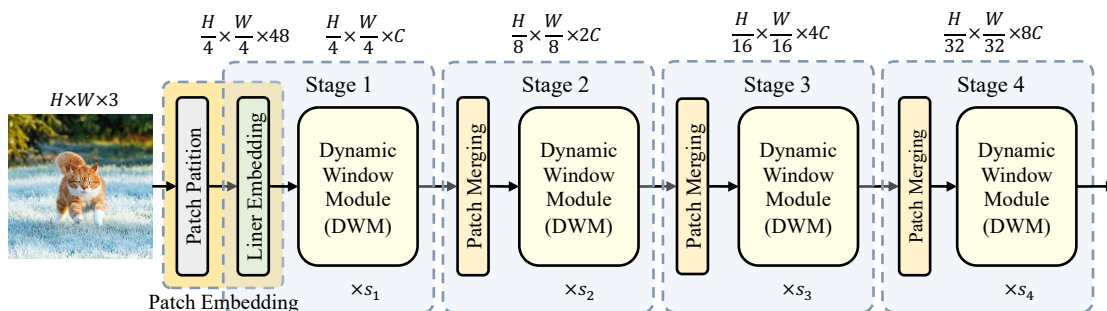 H/4 × W/4 × 48
H/4 × W/4 × C
H/8 × W/8 × 2C
H/16 × W/16 × 4C
H/32 × W/32 × 8C
H×W×3
Stage 1
Stage 2
Stage 3
Stage 4
Patch Patition
Liner Embedding
Dynamic
Window
Module
(DWM)
Patch Merging
Dynamic
Window
Module
(DWM)
Patch Merging
Dynamic
Window
Module
(DWM)
Patch Merging
Dynamic
Window
Module
(DWM)
×s₁
×s₂
×s₃
×s₄
Patch Embedding